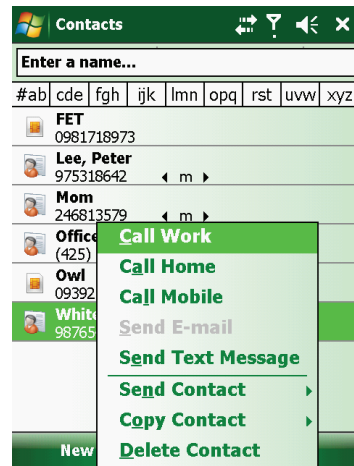 Contacts
Enter a name...
#ab cde fgh ijk lmn opq rst uvw xyz
FET
0981718973
Lee, Peter
975318642 m
Mom
246813579 m
Office
(425)
Owl
09392
White
98765
Call Work
Call Home
Call Mobile
Send E-mail
Send Text Message
Send Contact
Copy Contact
Delete Contact
New